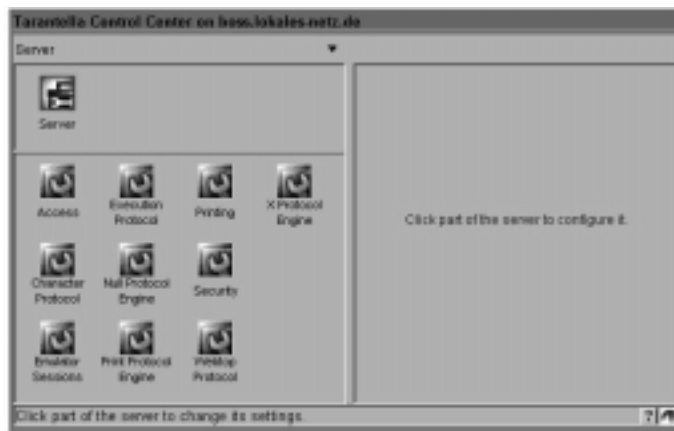 Tarantella Control Center on boss.lokales-netz.de
Server
Server
Access
Execution
Protocol
Printing
X Protocol
Engine
Character
Protocol
Null Protocol
Engine
Security
Emulator
Sessions
Print Protocol
Engine
Webtop
Protocol
Click part of the server to configure it.
Click part of the server to change its settings.
?